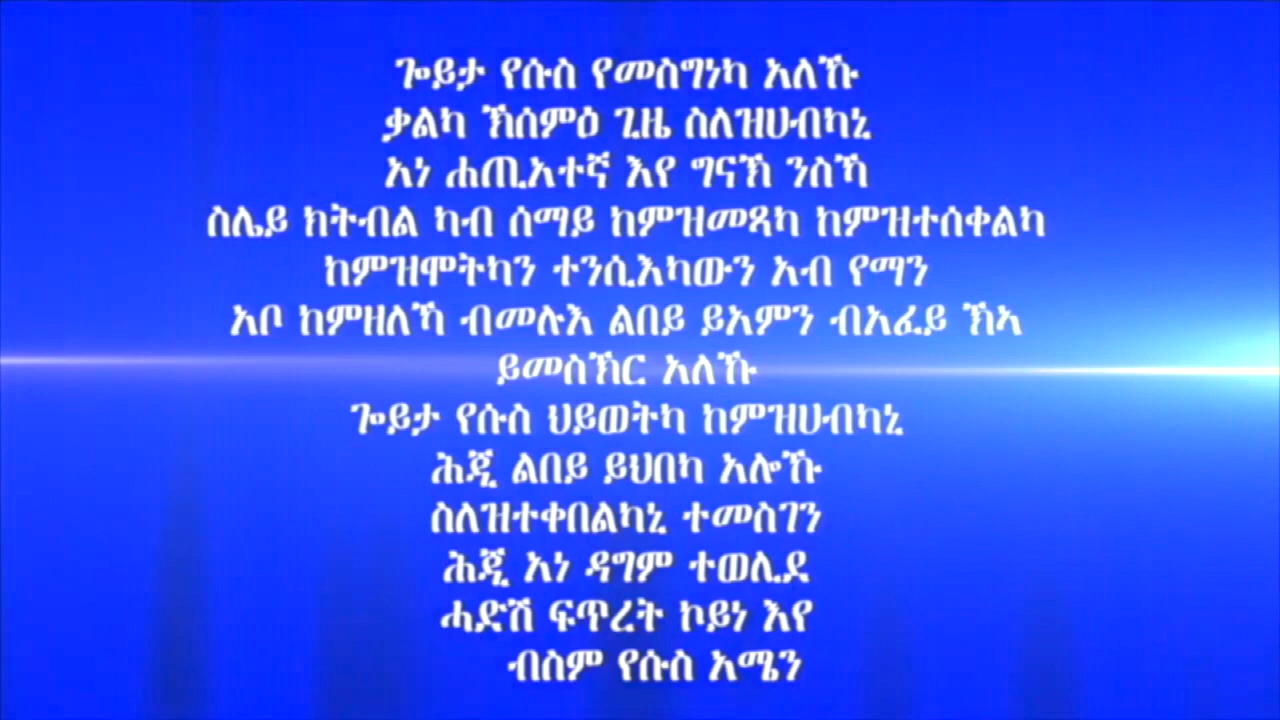 ጐይታ የሱስ የመስግነካ አለኹ
ቃልካ ኽሰምዕ ጊዜ ስለዝሀብካኒ
አነ ሐጢአተኛ እየ ግናኽ ንስኻ
ስሌይ ክትብል ካብ ሰማይ ከምዝመጻካ ከምዝተሰቀልካ
ከምዝሞትካን ተንሲእካውን አብ የማን
አቦ ከምዘለኻ ብመሉእ ልበይ ይአምን ብአፈይ ኽኣ
ይመስኽር አለኹ
ጐይታ የሱስ ህይወትካ ከምዝሀብካኒ
ሕጂ ልበይ ይህበካ አሎኹ
ስለዝተቀበልካኒ ተመስገን
ሕጂ አነ ዳግም ተወሊደ
ሓድሽ ፍጥረት ኮይነ እየ
ብስም የሱስ አሜን